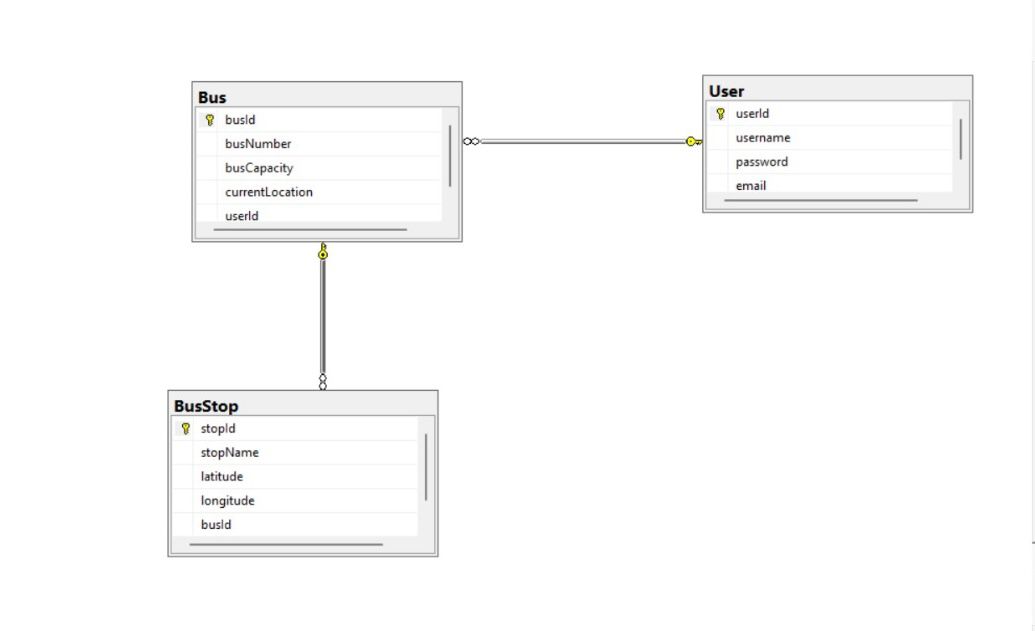 Bus
busId
busNumber
busCapacity
currentLocation
userId
User
userId
username
password
email
BusStop
stopId
stopName
latitude
longitude
busId